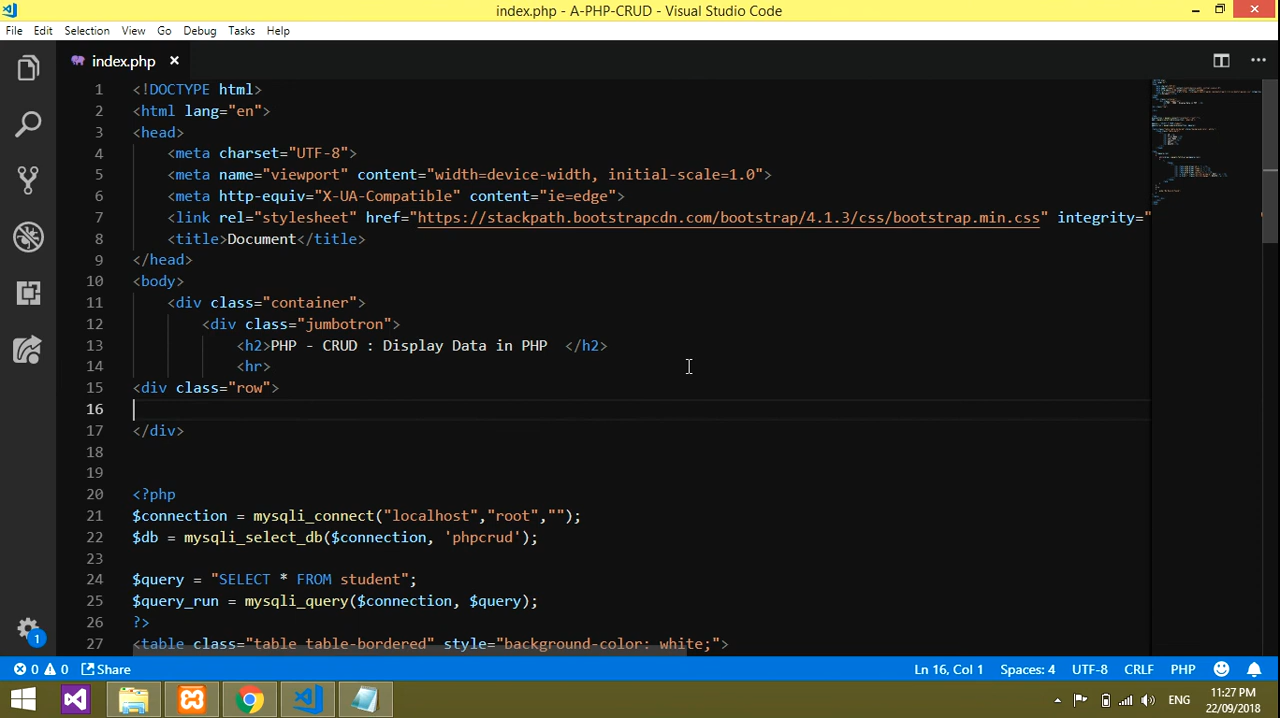 index.php - A-PHP-CRUD - Visual Studio Code
File Edit Selection View Go Debug Tasks Help
index.php
1 <!DOCTYPE html>
2 <html lang="en">
3 <head>
4 <meta charset="UTF-8">
5 <meta name="viewport" content="width=device-width, initial-scale=1.0">
6 <meta http-equiv="X-UA-Compatible" content="ie=edge">
7 <link rel="stylesheet" href="https://stackpath.bootstrapcdn.com/bootstrap/4.1.3/css/bootstrap.min.css" integrity="
8 <title>Document</title>
9 </head>
10 <body>
11 <div class="container">
12 <div class="jumbotron">
13 <h2>PHP - CRUD : Display Data in PHP </h2>
14 <hr>
15 <div class="row">
16
17 </div>
18
19
20 <?php
21 $connection = mysqli_connect("localhost","root","");
22 $db = mysqli_select_db($connection, 'phpcrud');
23
24 $query = "SELECT * FROM student";
25 $query_run = mysqli_query($connection, $query);
26 ?>
27 <table class="table table-bordered" style="background-color: white;">
1
0 0 Share Ln 16, Col 1 Spaces: 4 UTF-8 CRLF PHP
ENG
11:27 PM
22/09/2018